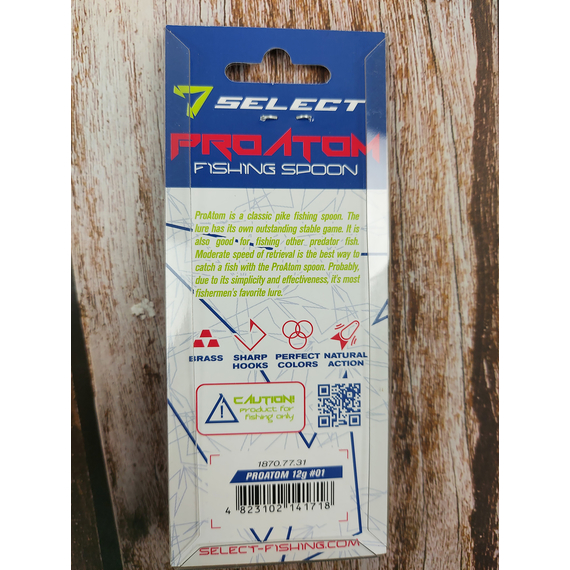 SELECT
PROATOM
FISHING SPOON
ProAtom is a classic pike fishing spoon. The
lure has its own outstanding stable game. It is
also good for fishing other predator fish.
Moderate speed of retrieval is the best way to
catch a fish with the ProAtom spoon. Probably,
due to its simplicity and effectiveness, it's most
fishermen's favorite lure.
BRASS
SHARP
HOOKS
PERFECT
COLORS
NATURAL
ACTION
CAUTION!
product for
fishing only
1870.77.31
PROATOM 12g #01
4 823102 141718
SELECT-FISHING.COM